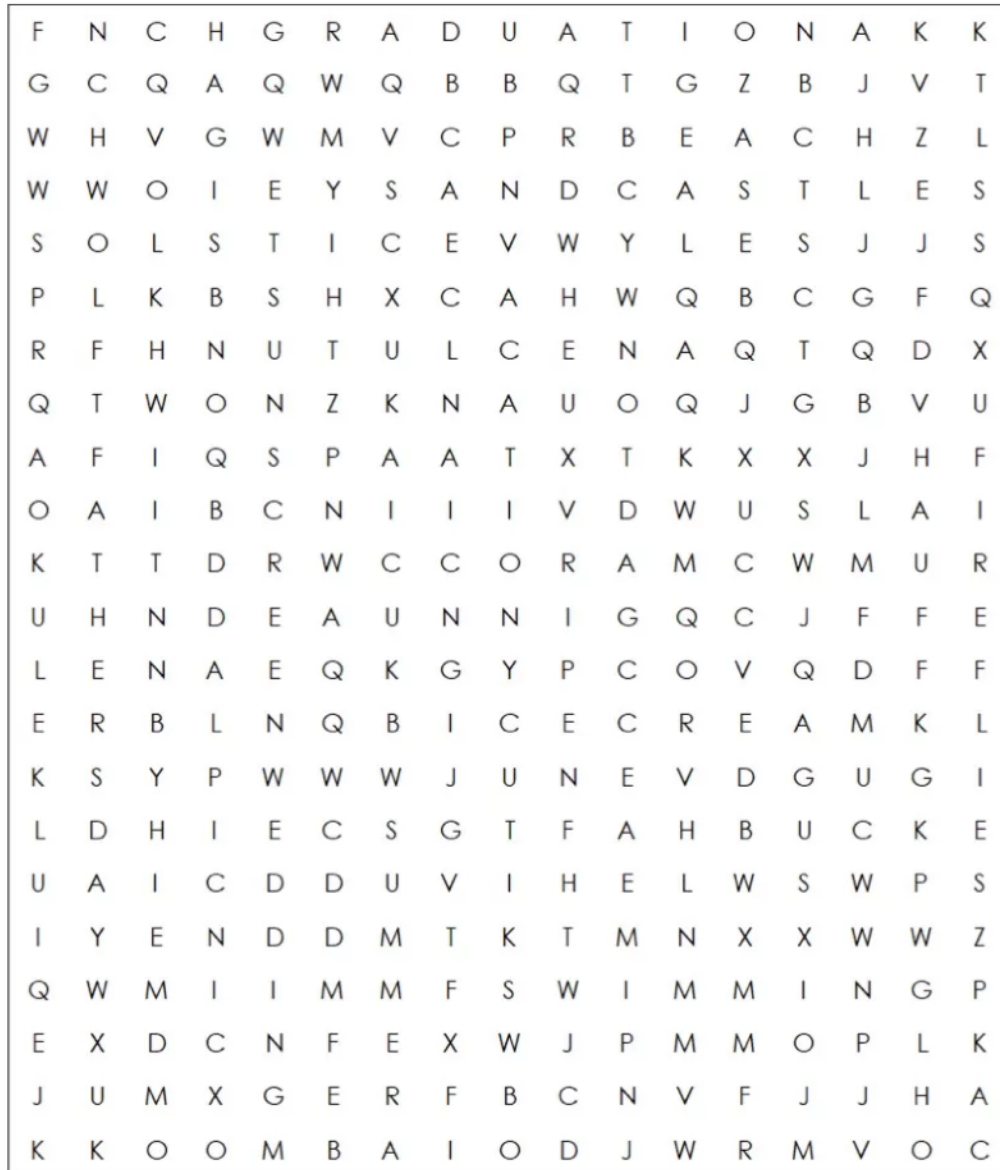 F N C H G R A D U A T I O N A K K
G C Q A Q W Q B B Q T G Z B J V T
W H V G W M V C P R B E A C H Z L
W W O I E Y S A N D C A S T L E S
S O L S T I C E V W Y L E S J J S
P L K B S H X C A H W Q B C G F Q
R F H N U T U L C E N A Q T Q D X
Q T W O N Z K N A U O Q J G B V U
A F I Q S P A A T X T K X X J H F
O A I B C N I I I V D W U S L A I
K T T D R W C C O R A M C W M U R
U H N D E A U N N I G Q C J F F E
L E N A E Q K G Y P C O V Q D F F
E R B L N Q B I C E C R E A M K L
K S Y P W W W J U N E V D G U G I
L D H I E C S G T F A H B U C K E
U A I C D D U V I H E L W S W P S
I Y E N D D M T K T M N X X W W Z
Q W M I I M M F S W I M M I N G P
E X D C N F E X W J P M M O P L K
J U M X G E R F B C N V F J J H A
K K O O M B A I O D J W R M V O C